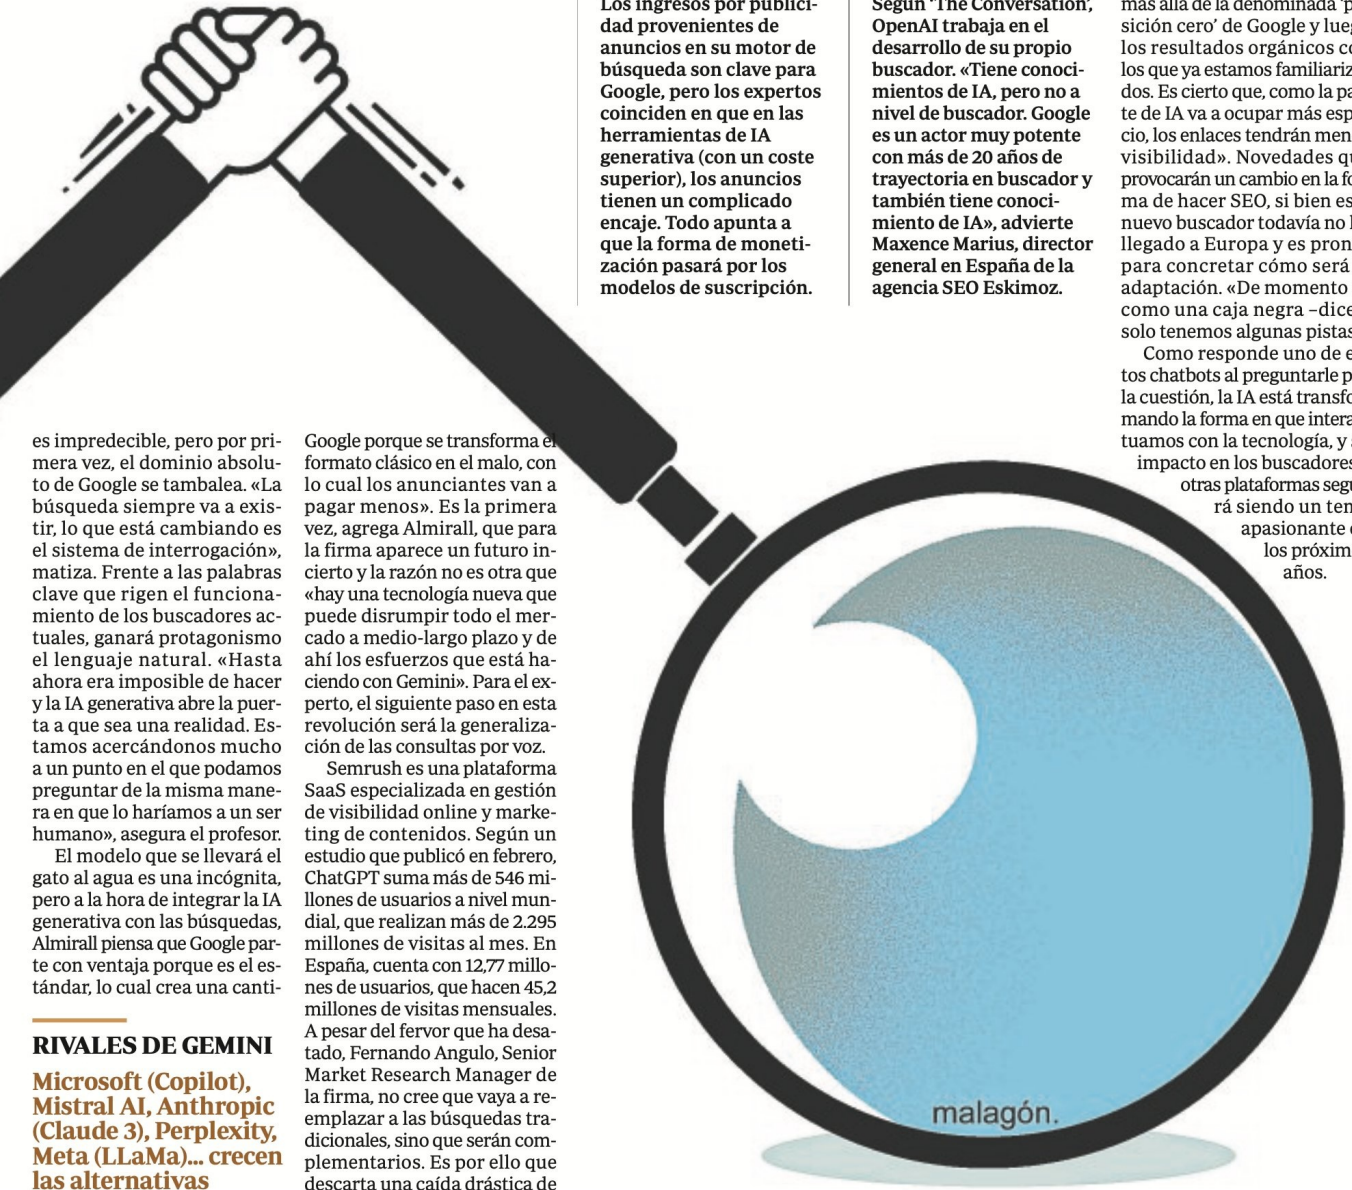 Los ingresos por publici-
dad provenientes de
anuncios en su motor de
búsqueda son clave para
Google, pero los expertos
coinciden en que en las
herramientas de IA
generativa (con un coste
superior), los anuncios
tienen un complicado
encaje. Todo apunta a
que la forma de moneti-
zación pasará por los
modelos de suscripción.
Según ‘The Conversation’,
OpenAI trabaja en el
desarrollo de su propio
buscador. «Tiene conoci-
mientos de IA, pero no a
nivel de buscador. Google
es un actor muy potente
con más de 20 años de
trayectoria en buscador y
también tiene conoci-
miento de IA», advierte
Maxence Marius, director
general en España de la
agencia SEO Eskimoz.
es impredecible, pero por pri-
mera vez, el dominio absolu-
to de Google se tambalea. «La
búsqueda siempre va a exis-
tir, lo que está cambiando es
el sistema de interrogación»,
matiza. Frente a las palabras
clave que rigen el funciona-
miento de los buscadores ac-
tuales, ganará protagonismo
el lenguaje natural. «Hasta
ahora era imposible de hacer
y la IA generativa abre la puer-
ta a que sea una realidad. Es-
tamos acercándonos mucho
a un punto en el que podamos
preguntar de la misma mane-
ra en que lo haríamos a un ser
humano», asegura el profesor.
El modelo que se llevará el
gato al agua es una incógnita,
pero a la hora de integrar la IA
generativa con las búsquedas,
Almirall piensa que Google par-
te con ventaja porque es el es-
tándar, lo cual crea una canti-
RIVALES DE GEMINI
Microsoft (Copilot),
Mistral AI, Anthropic
(Claude 3), Perplexity,
Meta (LLaMa)... crecen
las alternativas
Google porque se transforma el
formato clásico en el malo, con
lo cual los anunciantes van a
pagar menos». Es la primera
vez, agrega Almirall, que para
la firma aparece un futuro in-
cierto y la razón no es otra que
«hay una tecnología nueva que
puede disrumpir todo el mer-
cado a medio-largo plazo y de
ahí los esfuerzos que está ha-
ciendo con Gemini». Para el ex-
perto, el siguiente paso en esta
revolución será la generaliza-
ción de las consultas por voz.
Semrush es una plataforma
SaaS especializada en gestión
de visibilidad online y marke-
ting de contenidos. Según un
estudio que publicó en febrero,
ChatGPT suma más de 546 mi-
llones de usuarios a nivel mun-
dial, que realizan más de 2.295
millones de visitas al mes. En
España, cuenta con 12,77 millo-
nes de usuarios, que hacen 45,2
millones de visitas mensuales.
A pesar del fervor que ha desa-
tado, Fernando Angulo, Senior
Market Research Manager de
la firma, no cree que vaya a re-
emplazar a las búsquedas tra-
dicionales, sino que serán com-
plementarios. Es por ello que
descarta una caída drástica de
más allá de la denominada
sición cero’ de Google y
los resultados orgánicos
los que ya estamos
dos. Es cierto que, como la
te de IA va a ocupar más
cio, los enlaces tendrán
visibilidad». Novedades
provocarán un cambio en la
ma de hacer SEO, si bien
nuevo buscador todavía no
llegado a Europa y es
para concretar cómo será
adaptación. «De momento
como una caja negra –dice
solo tenemos algunas pistas
Como responde uno de
tos chatbots al preguntarle
la cuestión, la IA está
mando la forma en que
tuamos con la tecnología, y
impacto en los buscadores
otras plataformas
rá siendo un
apasionante
los
años.
malagón.